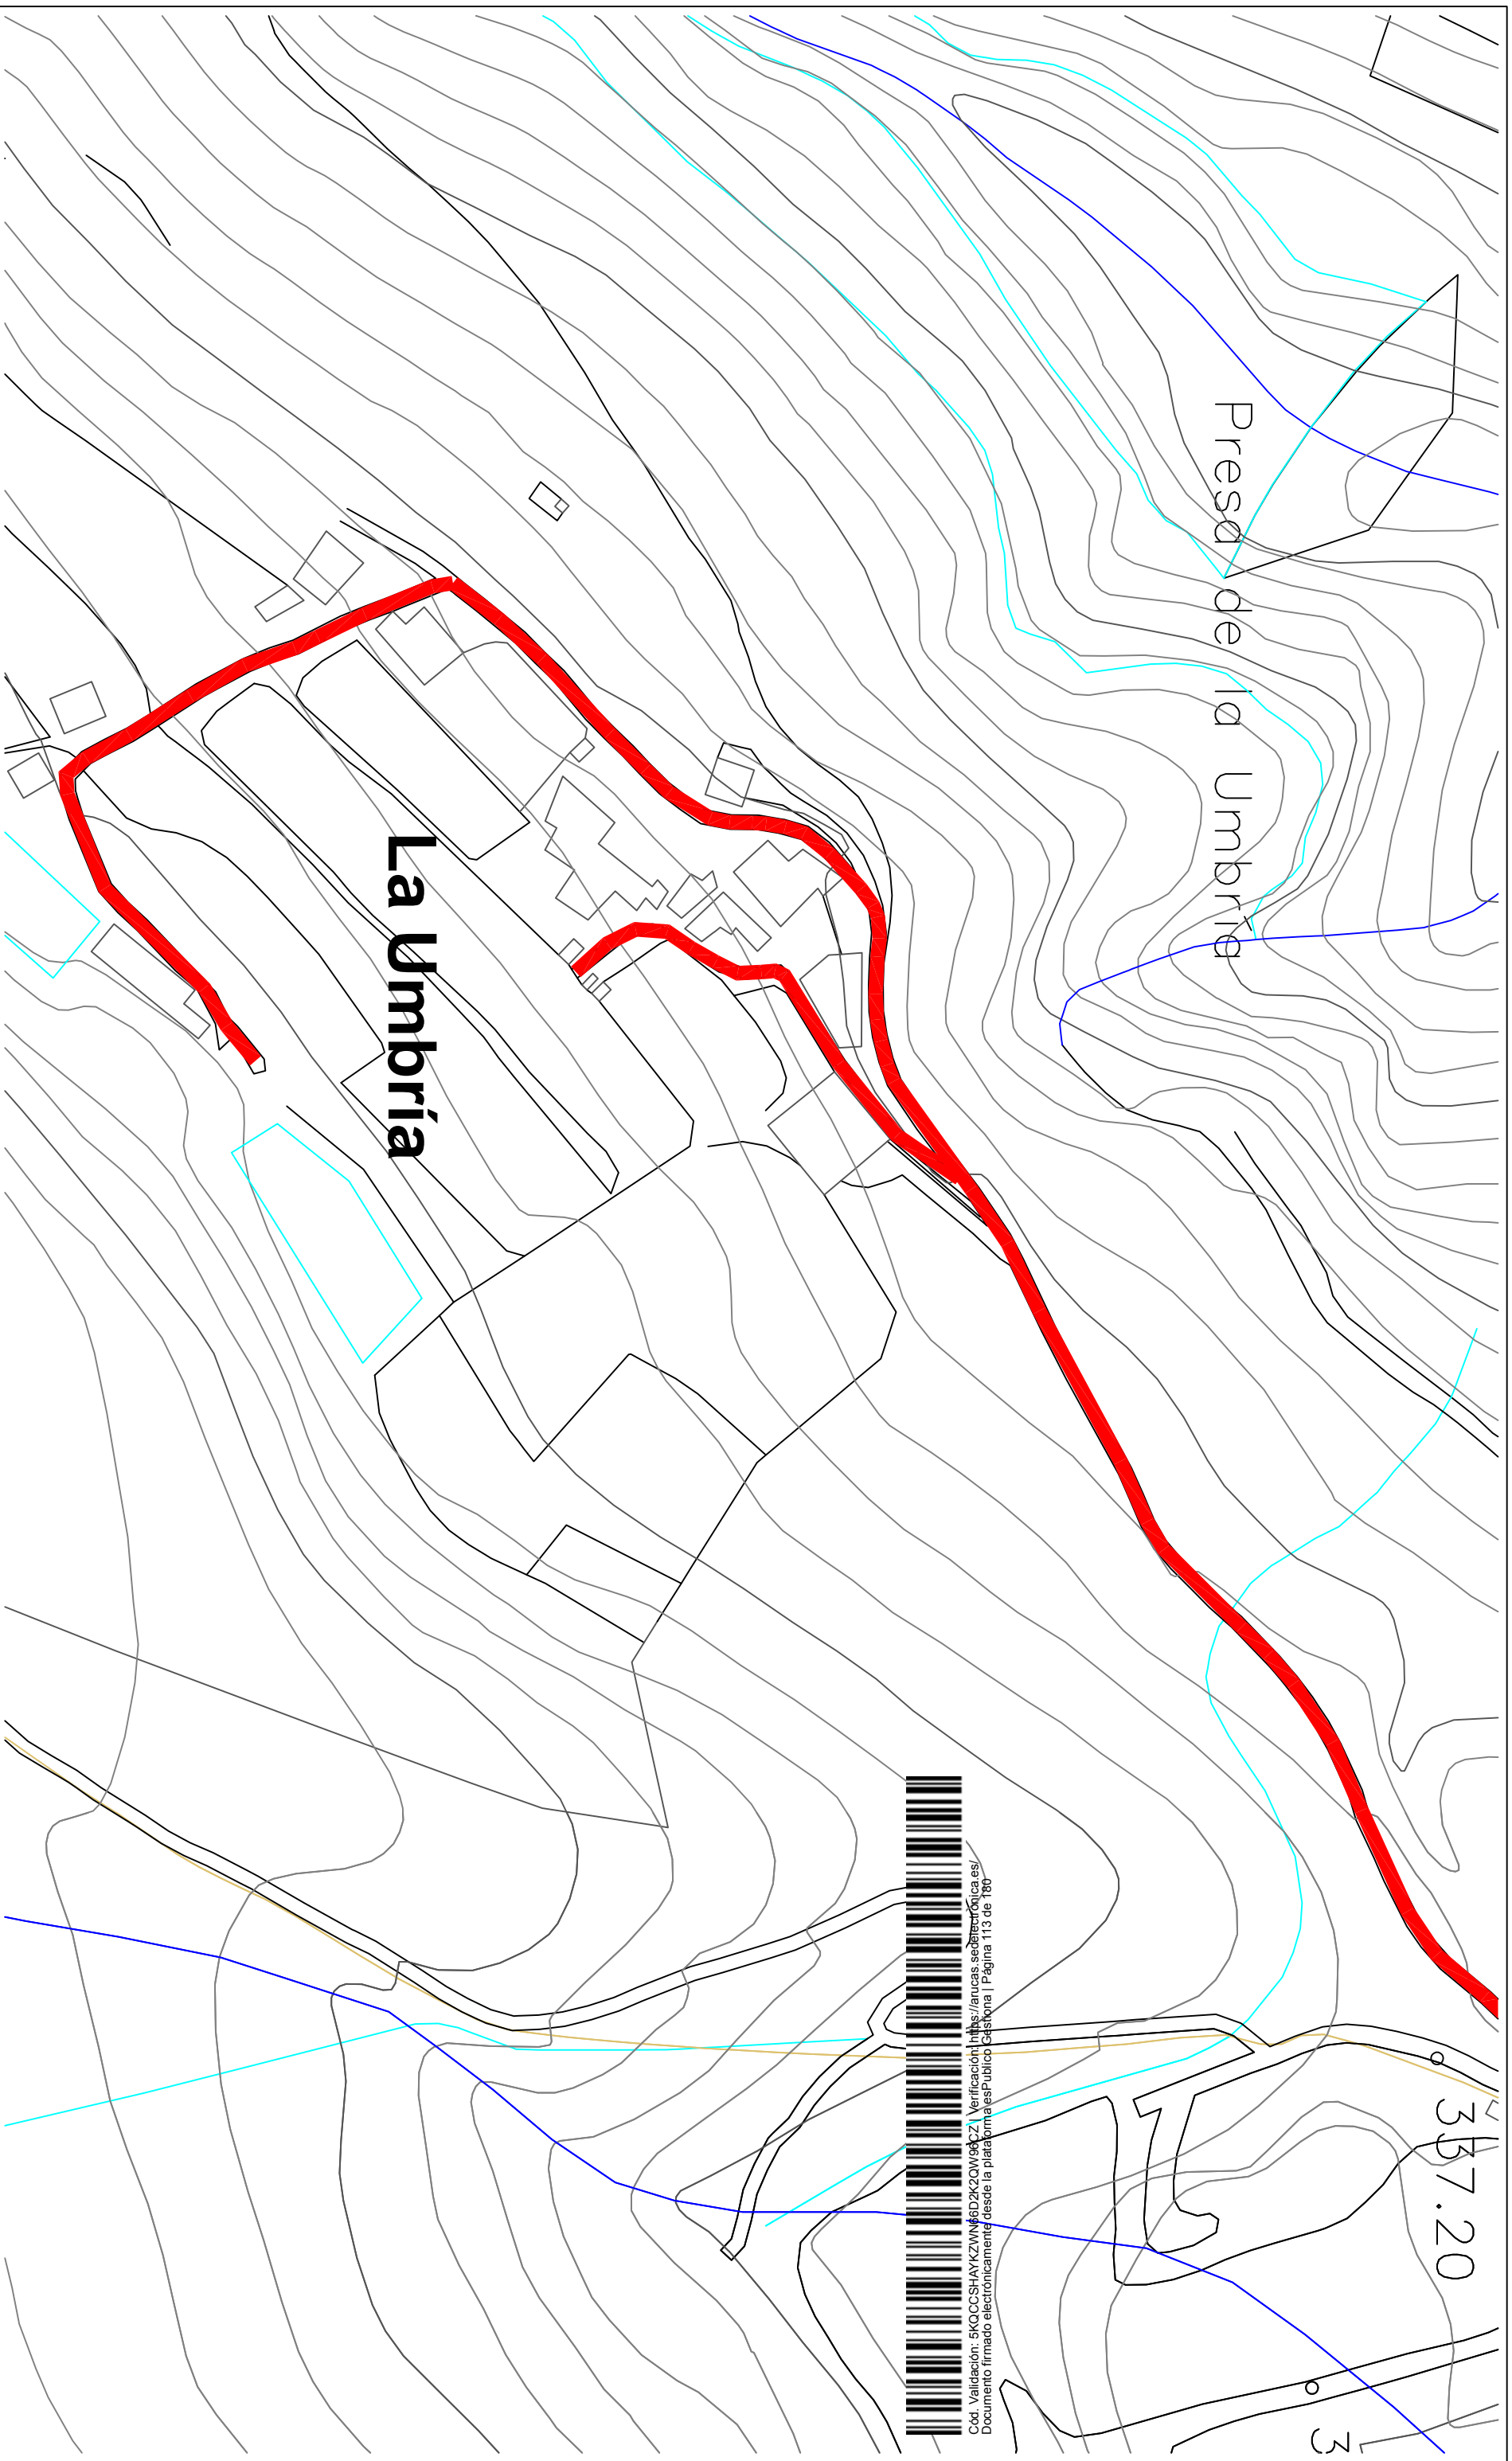 Presa de la Umbría
La Umbría
337.20
3
Cód. Validación: 5KQCCSHAYKZWN66D2K2QW96CZ | Verificación: https://arucas.sedelectronica.es/
Documento firmado electrónicamente desde la plataforma esPublico Gestiona | Página 113 de 180